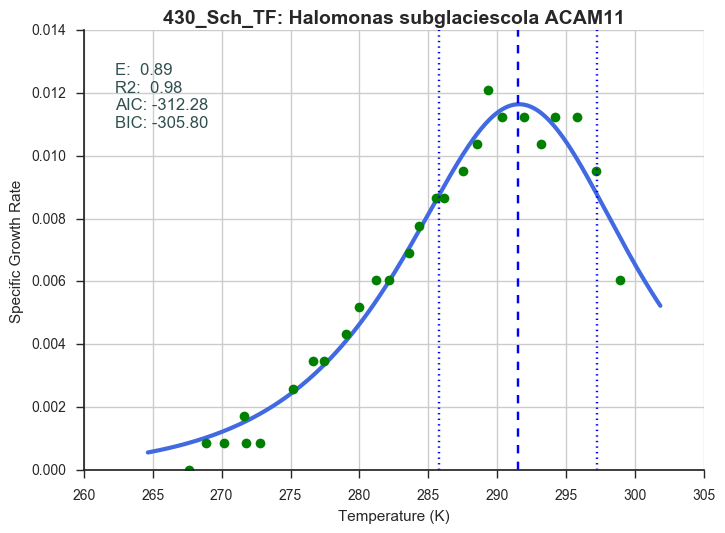 430_Sch_TF: Halomonas subglaciescola ACAM11
E:  0.89
R2:  0.98
AIC: -312.28
BIC: -305.80
Specific Growth Rate
0.014
0.012
0.010
0.008
0.006
0.004
0.002
0.000
260 265 270 275 280 285 290 295 300 305
Temperature (K)